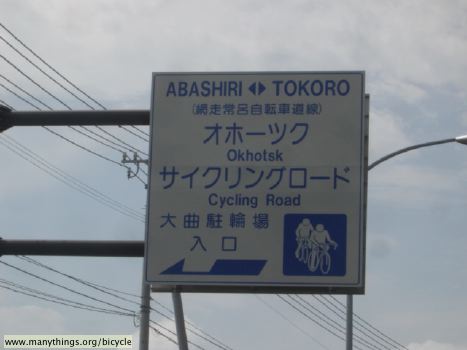 ABASHIRI ◀▶ TOKORO
(網走常呂自転車道線)
オホーツク
Okhotsk
サイクリングロード
Cycling Road
大曲駐輪場
入口
www.manythings.org/bicycle